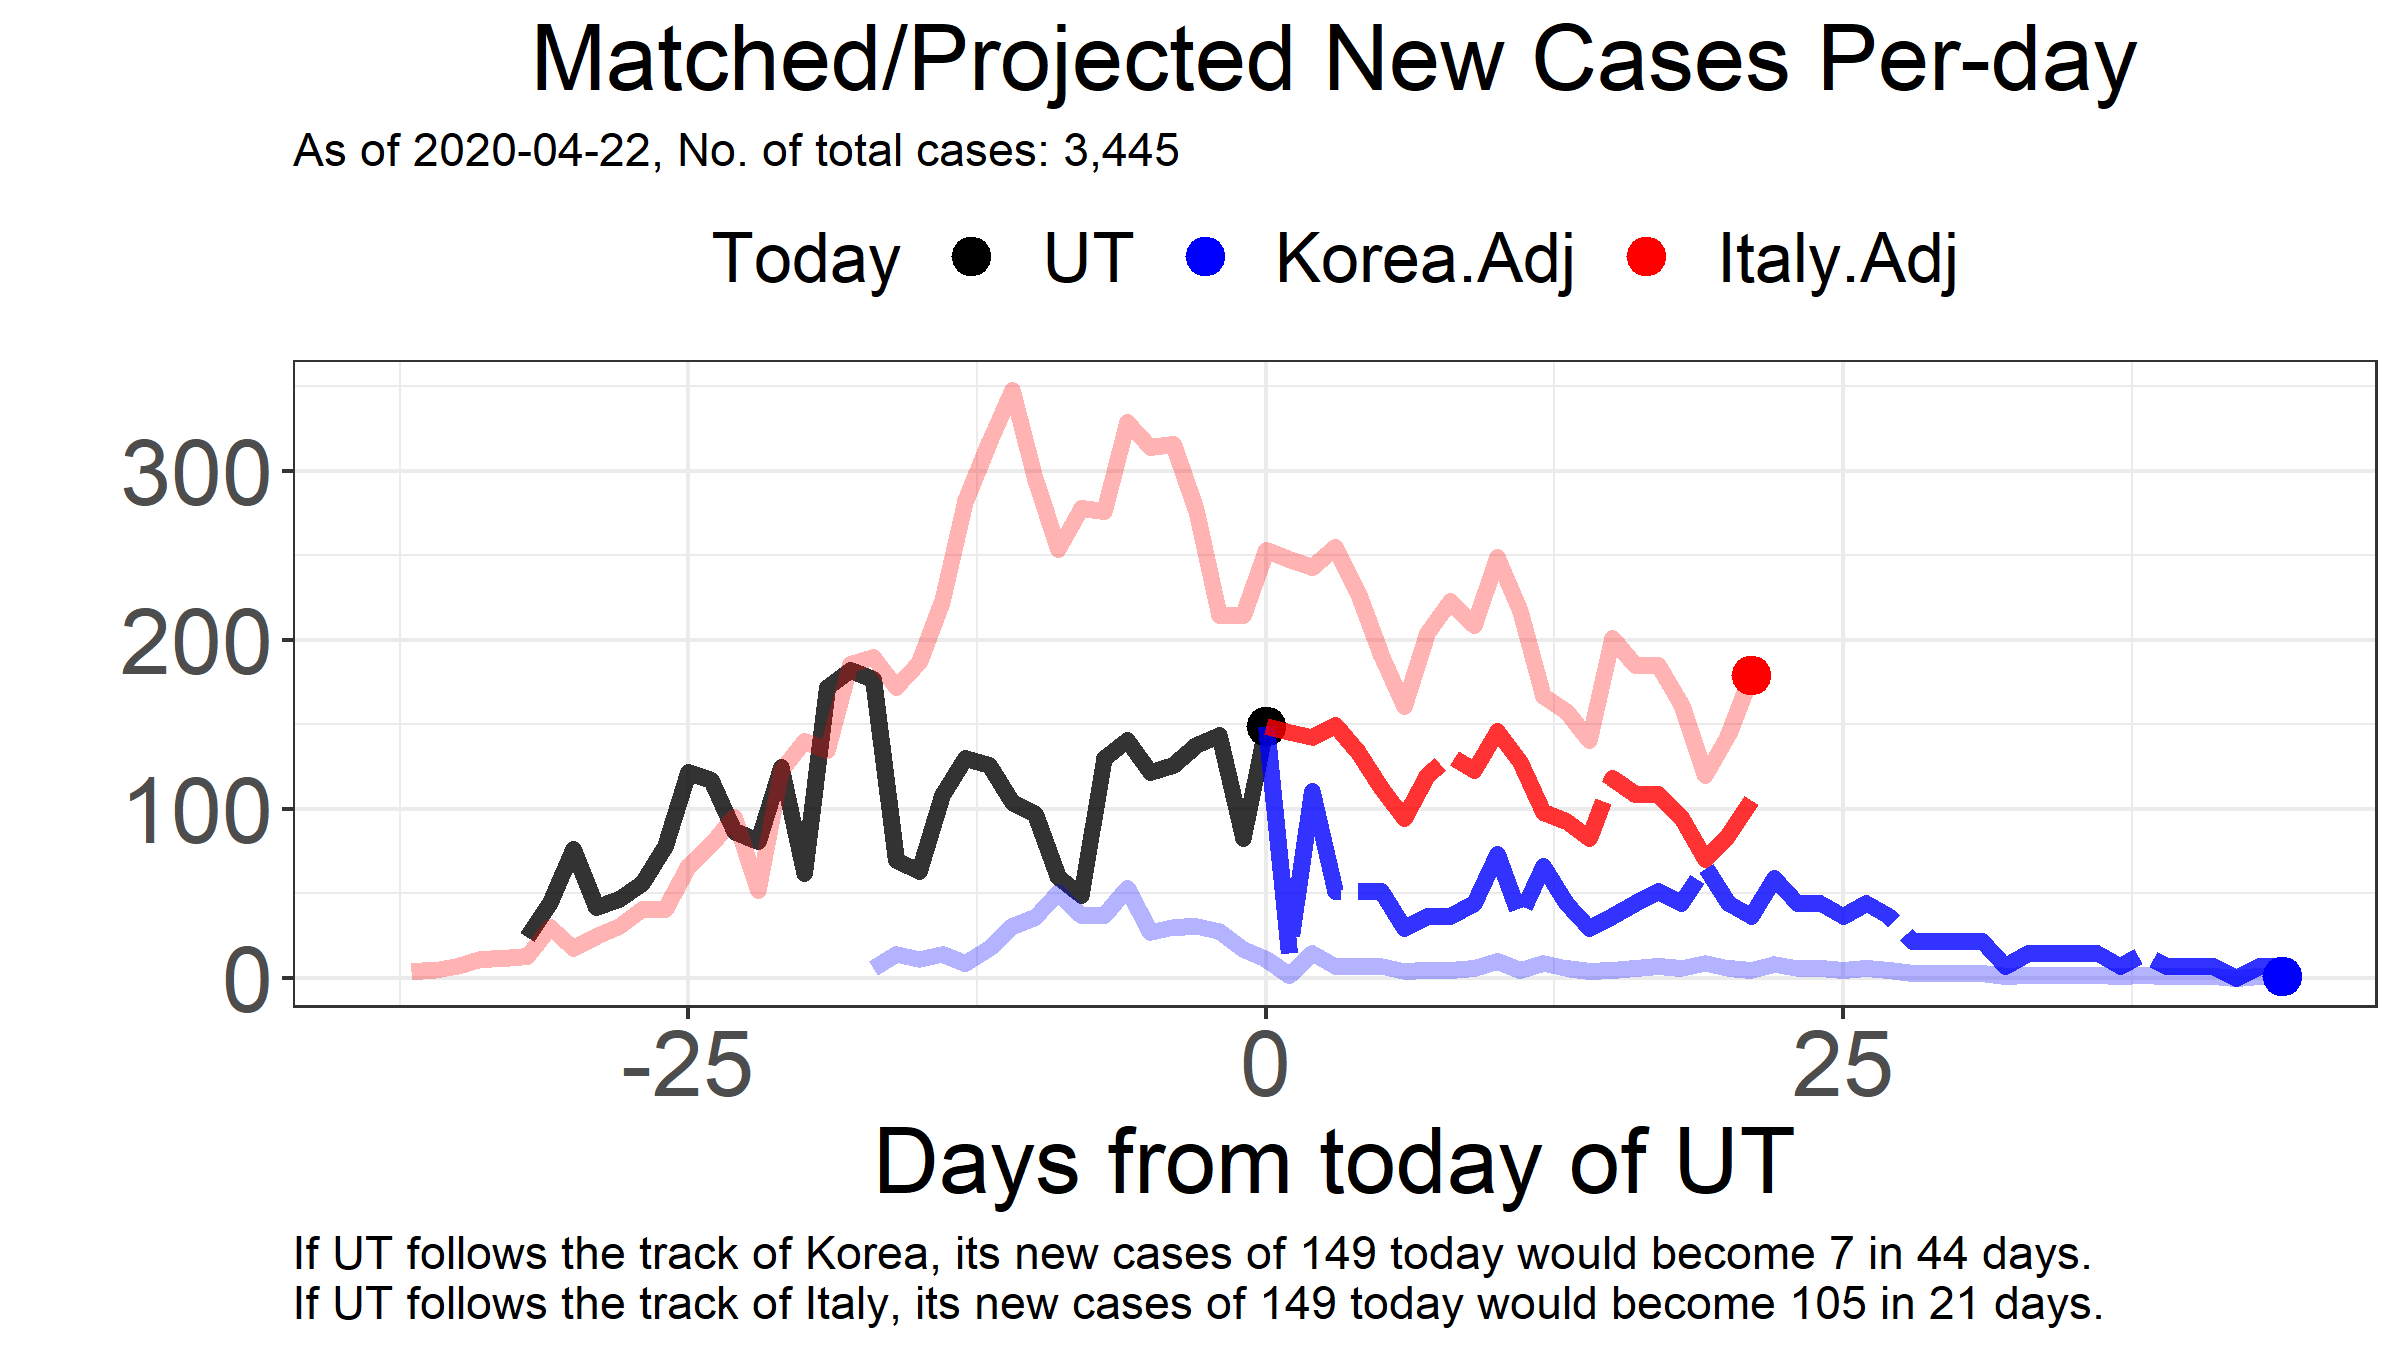 Matched/Projected New Cases Per-day
As of 2020-04-22, No. of total cases: 3,445
Today UT Korea.Adj Italy.Adj
300
200
100
0
-25 0 25
Days from today of UT
If UT follows the track of Korea, its new cases of 149 today would become 7 in 44 days.
If UT follows the track of Italy, its new cases of 149 today would become 105 in 21 days.